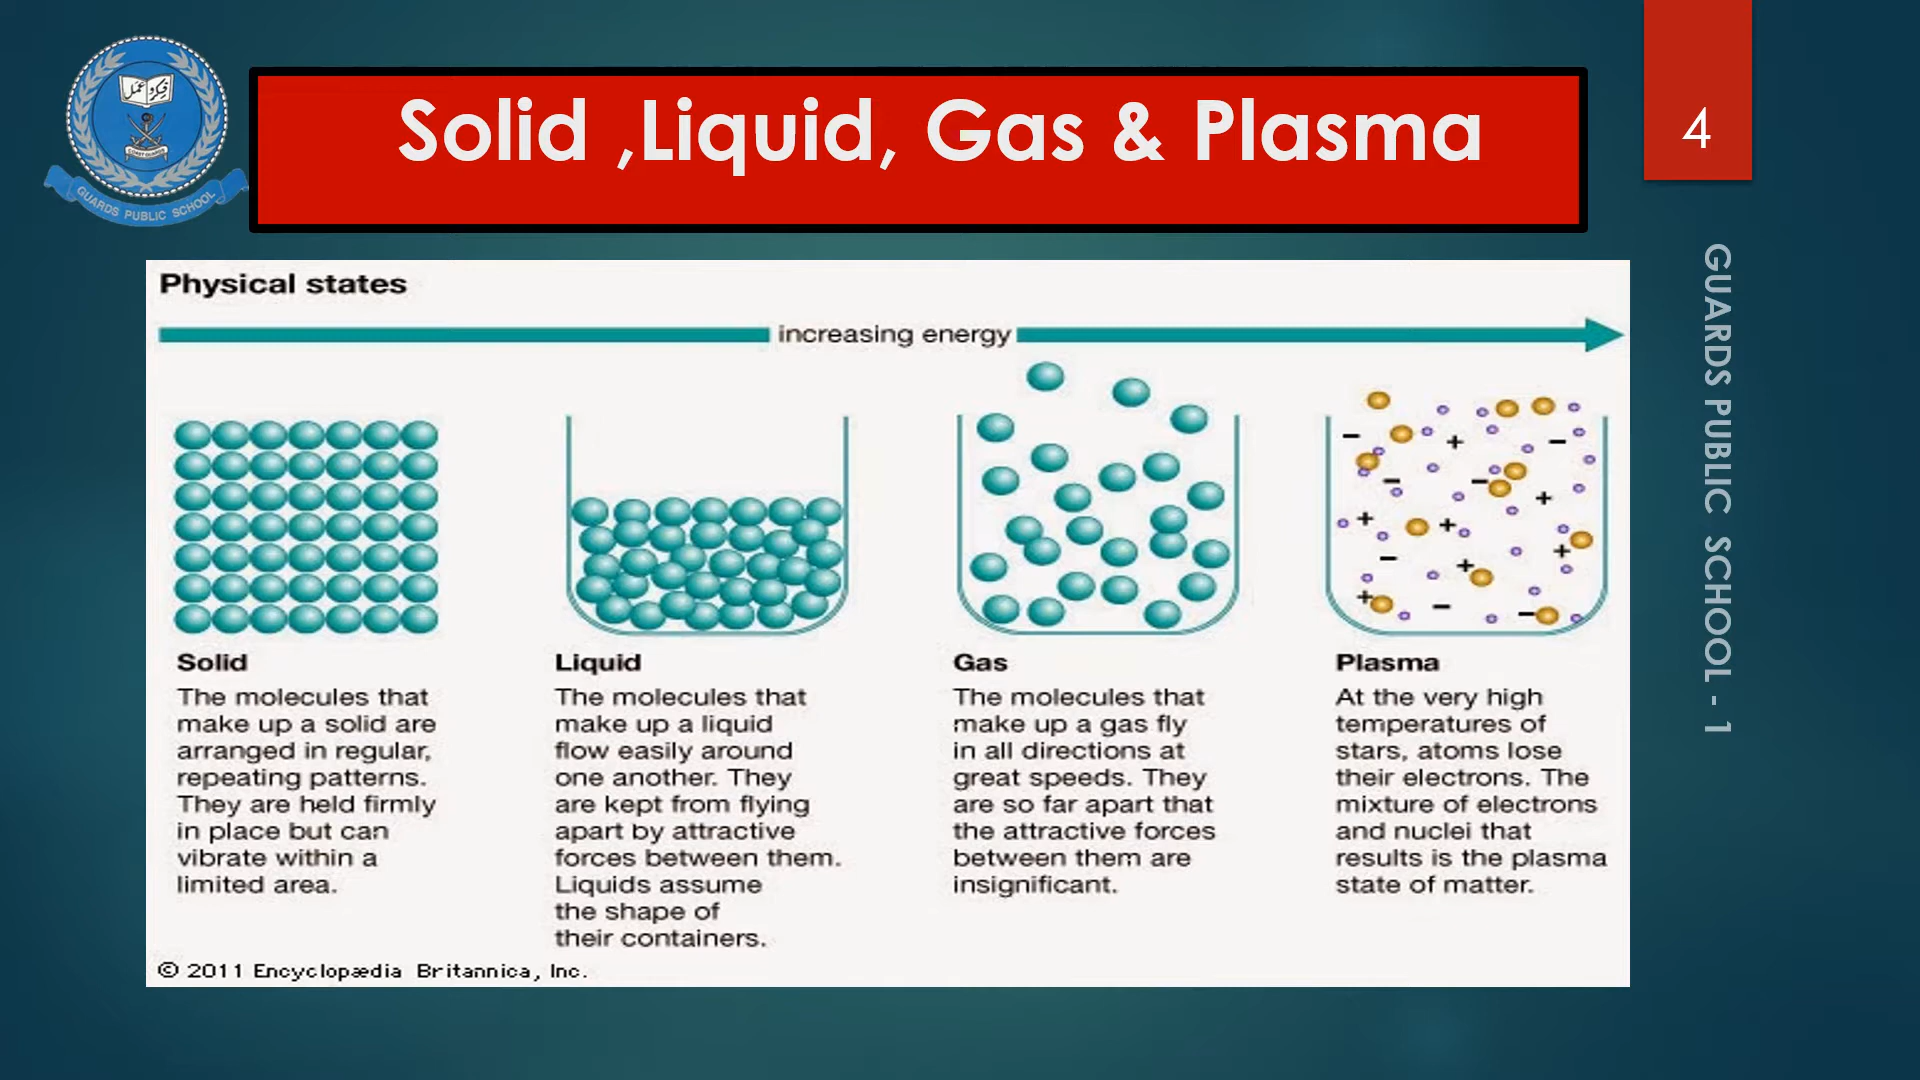 فکر و عمل
COAST GUARDS
GUARDS PUBLIC SCHOOL
Solid ,Liquid, Gas & Plasma
4
GUARDS PUBLIC SCHOOL - 1
Physical states
increasing energy
Solid
The molecules that
make up a solid are
arranged in regular,
repeating patterns.
They are held firmly
in place but can
vibrate within a
limited area.
Liquid
The molecules that
make up a liquid
flow easily around
one another. They
are kept from flying
apart by attractive
forces between them.
Liquids assume
the shape of
their containers.
Gas
The molecules that
make up a gas fly
in all directions at
great speeds. They
are so far apart that
the attractive forces
between them are
insignificant.
Plasma
At the very high
temperatures of
stars, atoms lose
their electrons. The
mixture of electrons
and nuclei that
results is the plasma
state of matter.
© 2011 Encyclopædia Britannica, Inc.